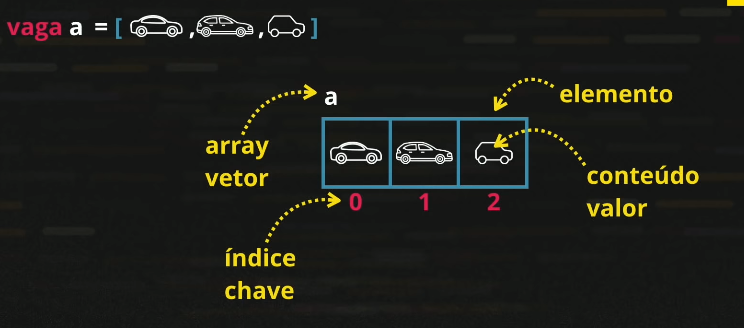 vaga a = [ , , ]
a
elemento
array
vetor
conteúdo
valor
0 1 2
índice
chave